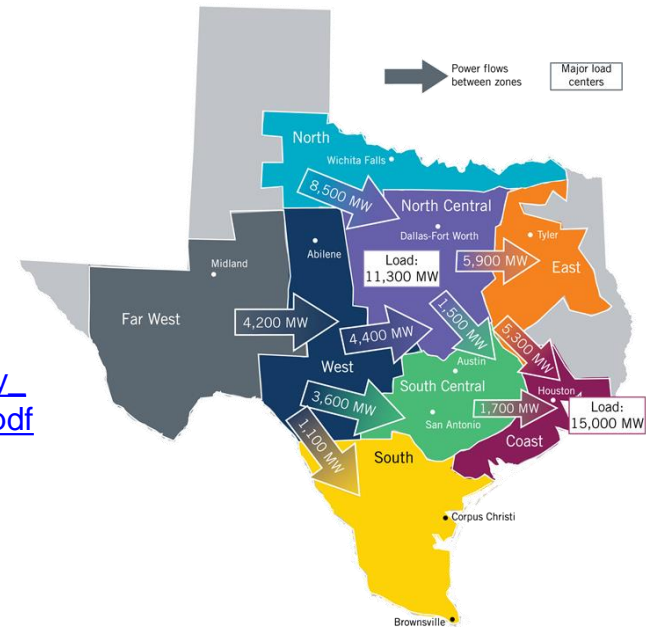 Power flows
between zones
Major load
centers
North
Wichita Falls
8,500 MW
North Central
Dallas-Fort Worth
Tyler
Abilene
Load:
11,300 MW
5,900 MW
East
Midland
Far West
4,200 MW
4,400 MW
1,500 MW
5,300 MW
West
Austin
Houston
3,600 MW
South Central
1,700 MW
Load:
15,000 MW
San Antonio
Coast
1,100 MW
South
Corpus Christi
Brownsville
y_
odf